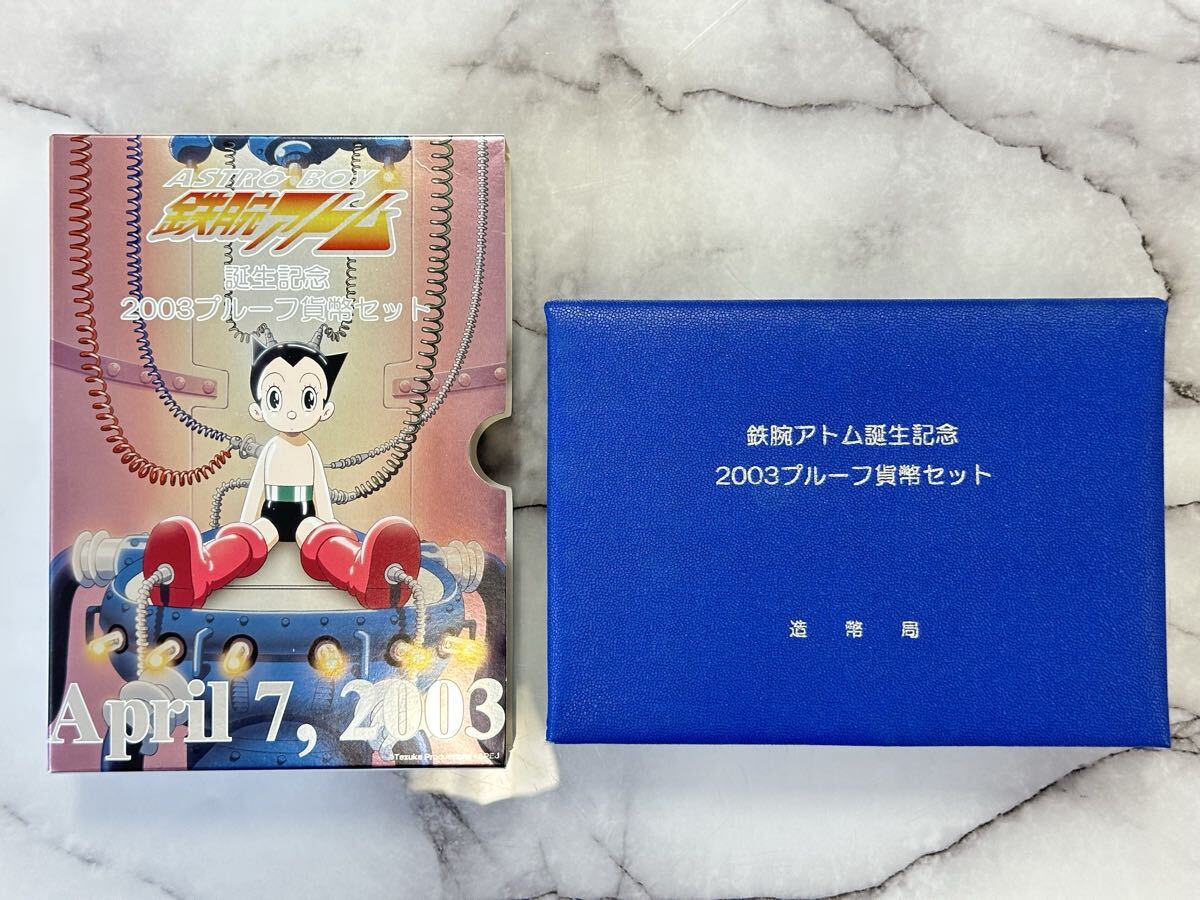 ASTRO BOY
鉄腕アトム
誕生記念
2003プルーフ貨幣セット
April 7, 2003
©Tezuka Productions
鉄腕アトム誕生記念
2003プルーフ貨幣セット
造幣局